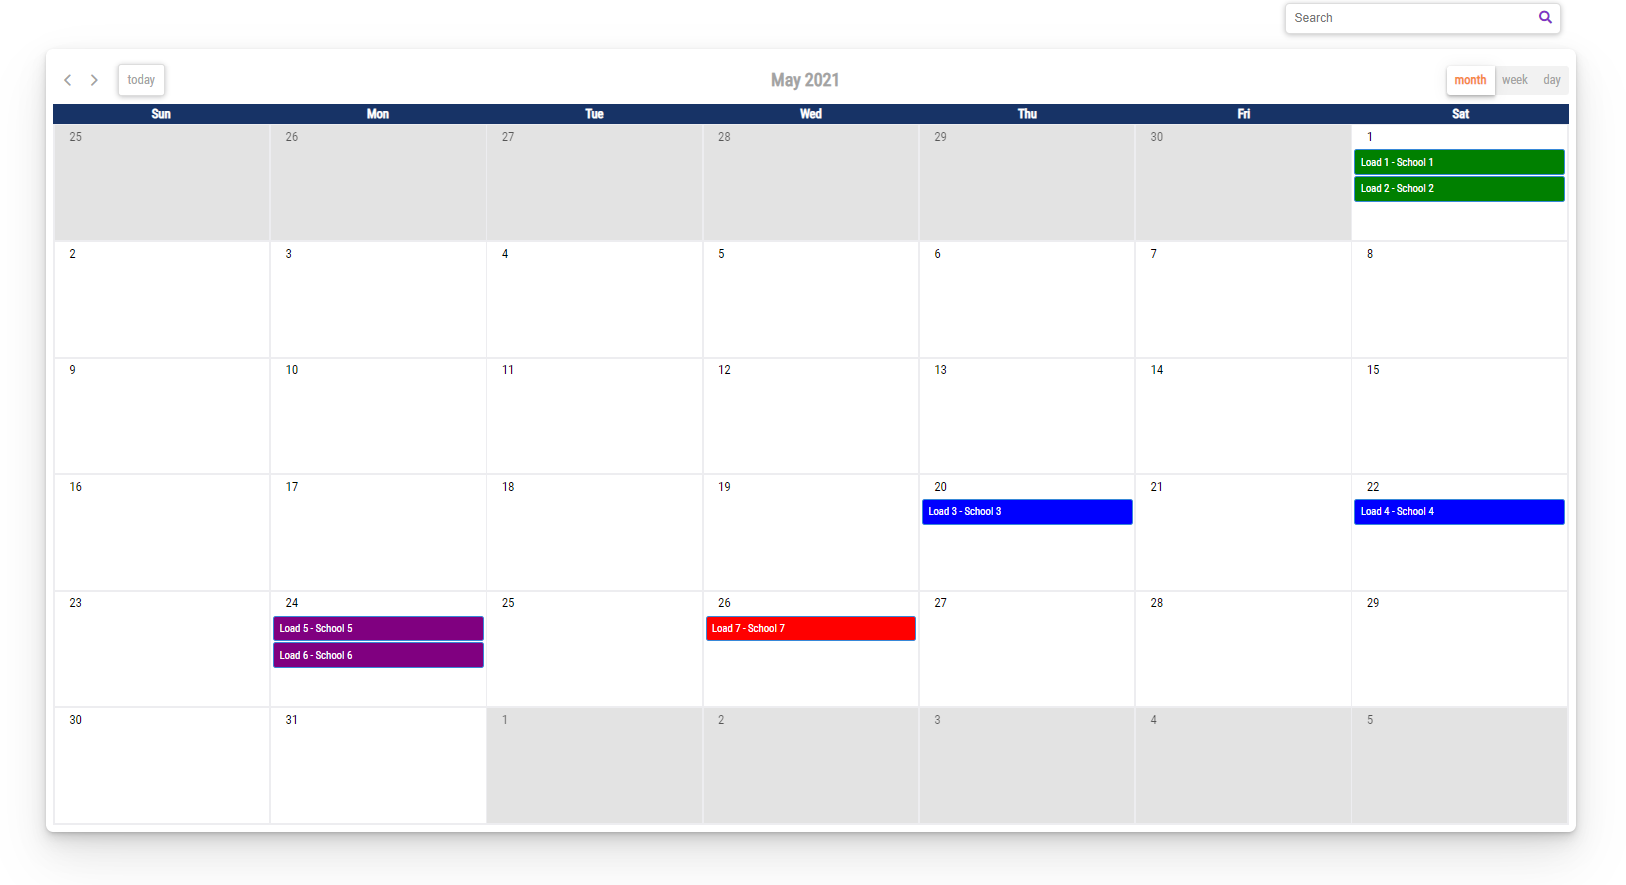 Search
today
May 2021
month week day
Sun Mon Tue Wed Thu Fri Sat
25 26 27 28 29 30 1
Load 1 - School 1
Load 2 - School 2
2 3 4 5 6 7 8
9 10 11 12 13 14 15
16 17 18 19 20 21 22
Load 3 - School 3 Load 4 - School 4
23 24 25 26 27 28 29
Load 5 - School 5 Load 7 - School 7
Load 6 - School 6
30 31 1 2 3 4 5